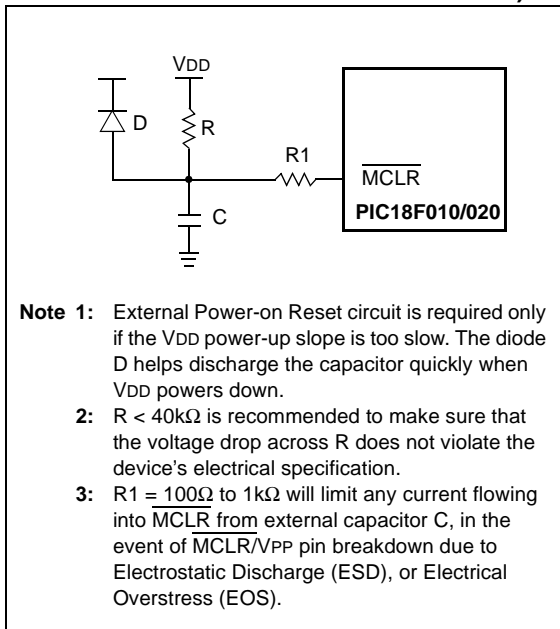 VDD
D
R
R1
MCLR
PIC18F010/020
C
Note 1: External Power-on Reset circuit is required only
if the VDD power-up slope is too slow. The diode
D helps discharge the capacitor quickly when
VDD powers down.
2: R < 40kΩ is recommended to make sure that
the voltage drop across R does not violate the
device's electrical specification.
3: R1 = 100Ω to 1kΩ will limit any current flowing
into MCLR from external capacitor C, in the
event of MCLR/VPP pin breakdown due to
Electrostatic Discharge (ESD), or Electrical
Overstress (EOS).